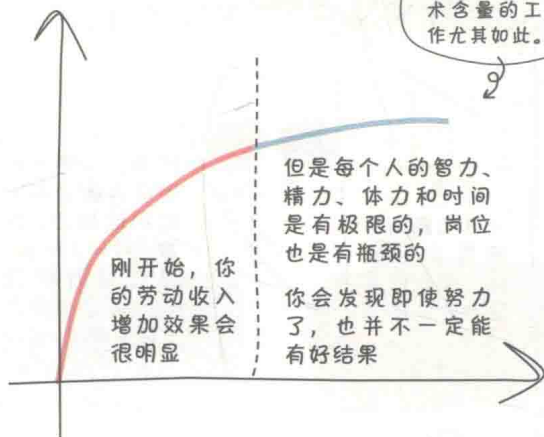 术含量的工
作尤其如此。
但是每个人的智力、
精力、体力和时间
是有极限的，岗位
也是有瓶颈的
刚开始，你
的劳动收入
增加效果会
很明显
你会发现即使努力
了，也并不一定能
有好结果